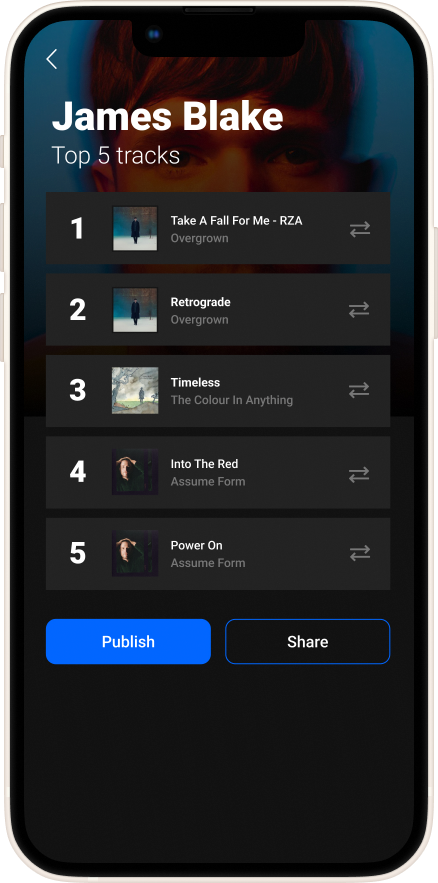 James Blake
Top 5 tracks
1
Take A Fall For Me - RZA
Overgrown
2
Retrograde
Overgrown
3
Timeless
The Colour In Anything
4
Into The Red
Assume Form
5
Power On
Assume Form
Publish
Share